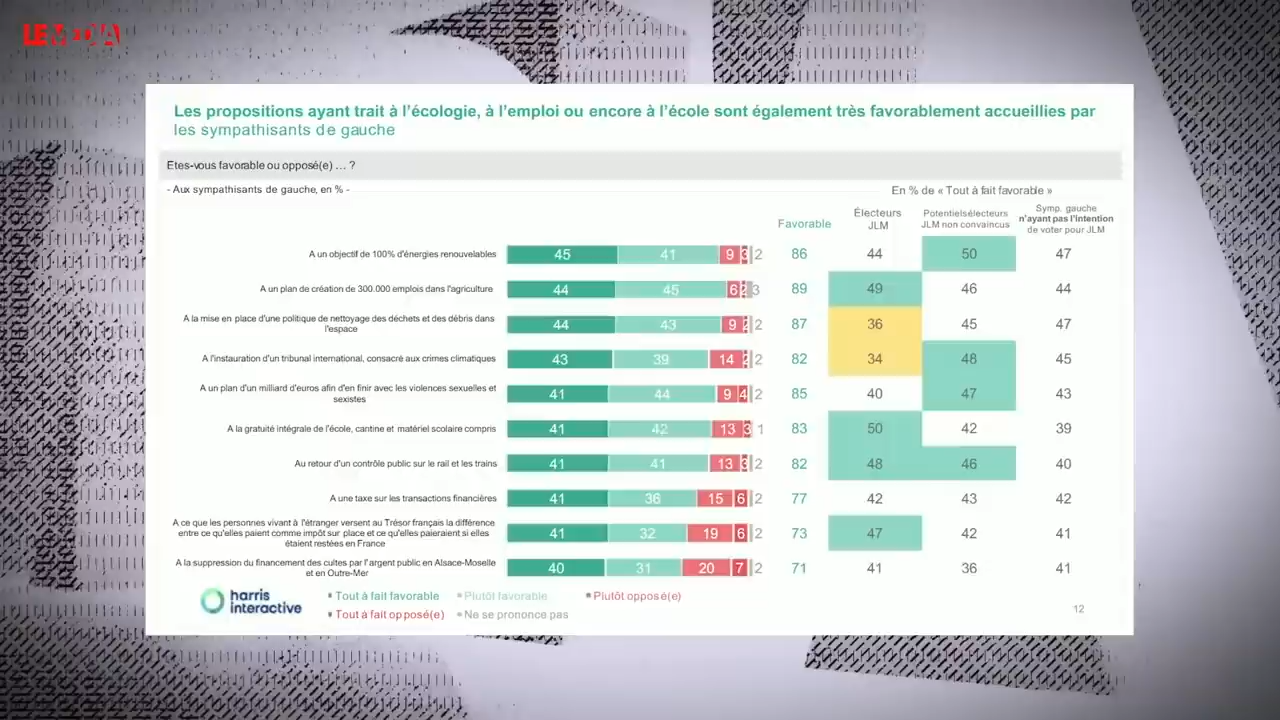 LEMEDIA
Les propositions ayant trait à l'écologie, à l'emploi ou encore à l'école sont également très favorablement accueillies par
les sympathisants de gauche
Etes-vous favorable ou opposé(e) … ?
- Aux sympathisants de gauche, en % -
En % de « Tout à fait favorable »
Favorable
Électeurs
JLM
Potentiels électeurs
JLM non convaincus
Symp. gauche
n'ayant pas l'intention
de voter pour JLM
A un objectif de 100% d'énergies renouvelables 45 41 9 3 2 86 44 50 47
A un plan de création de 300.000 emplois dans l'agriculture 44 45 6 2 3 89 49 46 44
A la mise en place d'une politique de nettoyage des déchets et des débris dans
l'espace
44 43 9 2 2 87 36 45 47
A l'instauration d'un tribunal international, consacré aux crimes climatiques 43 39 14 2 2 82 34 48 45
A un plan d'un milliard d'euros afin d'en finir avec les violences sexuelles et
sexistes
41 44 9 4 2 85 40 47 43
A la gratuité intégrale de l'école, cantine et matériel scolaire compris 41 42 13 3 1 83 50 42 39
Au retour d'un contrôle public sur le rail et les trains 41 41 13 3 2 82 48 46 40
A une taxe sur les transactions financières 41 36 15 6 2 77 42 43 42
A ce que les personnes vivant à l'étranger versent au Trésor français la différence
entre ce qu'elles paient comme impôt sur place et ce qu'elles paieraient si elles
étaient restées en France
41 32 19 6 2 73 47 42 41
A la suppression du financement des cultes par l'argent public en Alsace-Moselle
et en Outre-Mer
40 31 20 7 2 71 41 36 41
harris
interactive
Tout à fait favorable Plutôt favorable Plutôt opposé(e)
Tout à fait opposé(e) Ne se prononce pas
12